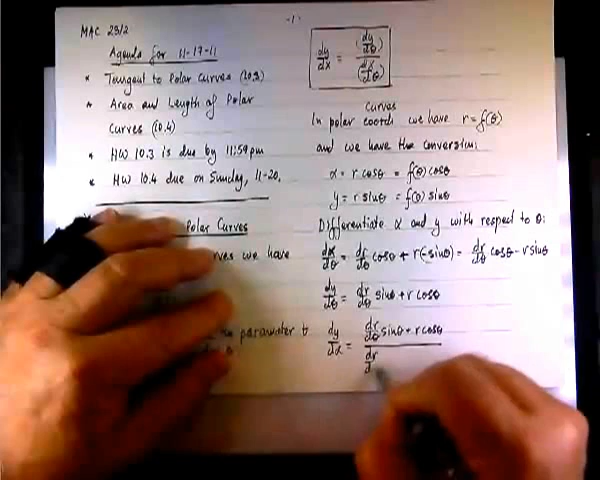 MAC 2312
-1-
Agenda for 11-17-11
* Tangent to Polar Curves (10.3)
* Area and Length of Polar
Curves (10.4)
* HW 10.3 is due by 11:59pm
* HW 10.4 due on Sunday, 11-20.
Polar Curves
we have
parameter t
dy/dx = (dy/dθ)/(dx/dθ)
Curves
In polar coord we have r = f(θ)
and we have the conversion:
x = r cosθ = f(θ) cosθ
y = r sinθ = f(θ) sinθ
Differentiate x and y with respect to θ:
dx/dθ = dr/dθ cosθ + r(-sinθ) = dr/dθ cosθ - r sinθ
dy/dθ = dr/dθ sinθ + r cosθ
dy/dx = dr/dθ sinθ + r cosθ
dr/d